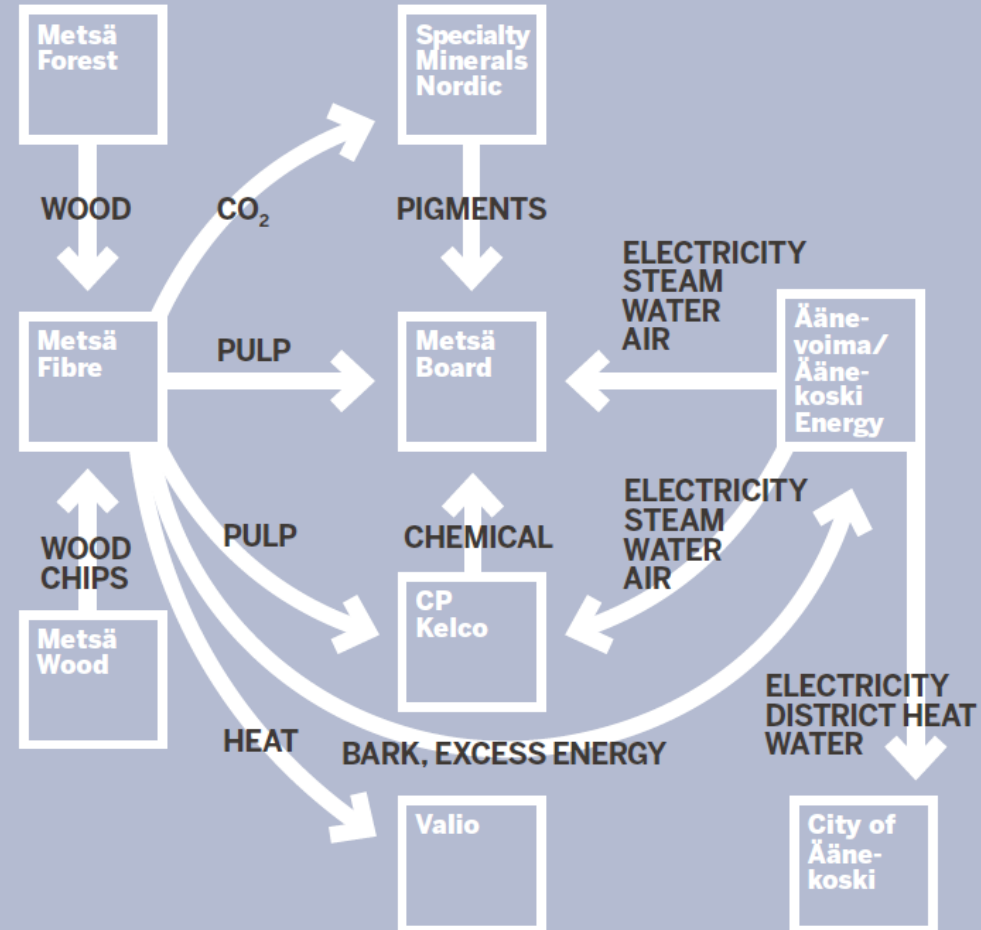 Metsä
Forest
Specialty
Minerals
Nordic
WOOD
CO₂
PIGMENTS
ELECTRICITY
STEAM
WATER
AIR
Metsä
Fibre
PULP
Metsä
Board
Ääne-
voima/
Ääne-
koski
Energy
WOOD
CHIPS
PULP
CHEMICAL
ELECTRICITY
STEAM
WATER
AIR
Metsä
Wood
CP
Kelco
HEAT
BARK, EXCESS ENERGY
ELECTRICITY
DISTRICT HEAT
WATER
Valio
City of
Ääne-
koski